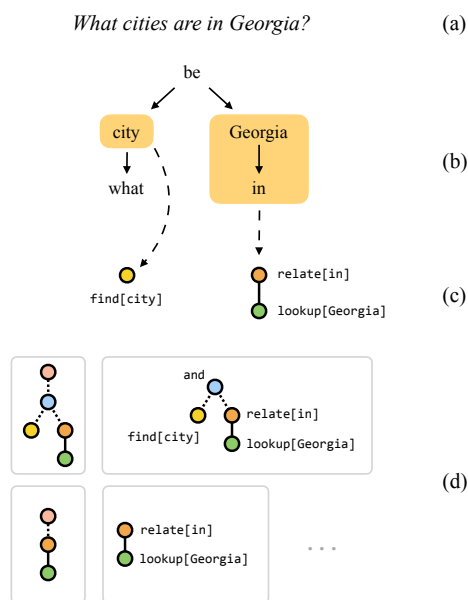 What cities are in Georgia? (a)
be
city Georgia
what in (b)
find[city] relate[in] (c)
lookup[Georgia]
and
relate[in]
find[city] lookup[Georgia]
(d)
relate[in]
lookup[Georgia] . . .